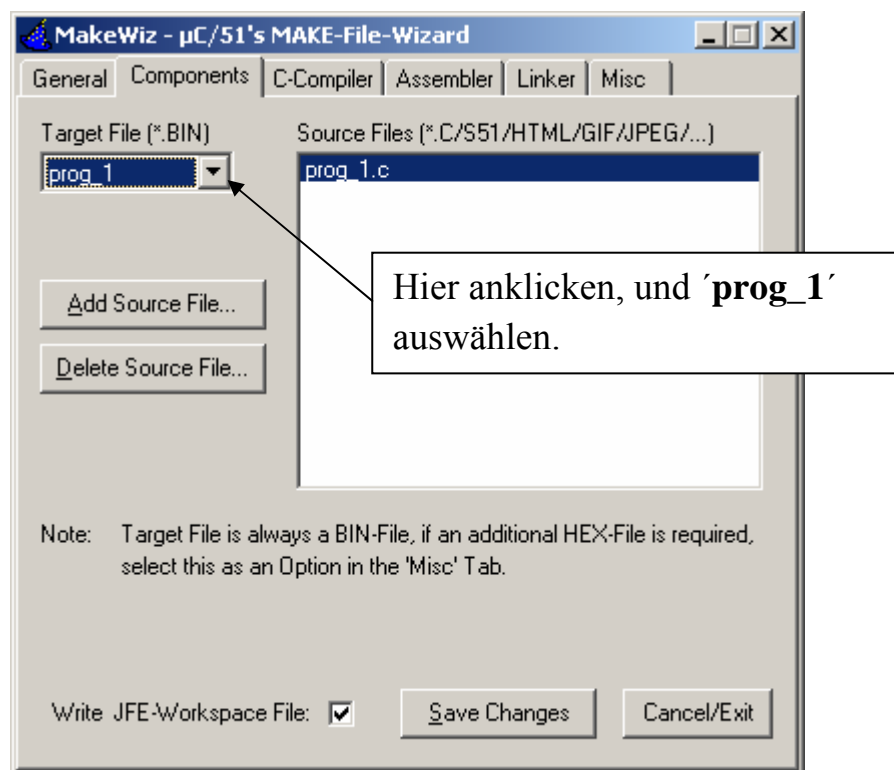 MakeWiz - µC/51's MAKE-File-Wizard
General Components C-Compiler Assembler Linker Misc
Target File (*.BIN) Source Files (*.C/S51/HTML/GIF/JPEG/...)
prog_1 prog_1.c
Hier anklicken, und ´prog_1´
auswählen.
Add Source File...
Delete Source File...
Note: Target File is always a BIN-File, if an additional HEX-File is required,
select this as an Option in the 'Misc' Tab.
Write JFE-Workspace File: Save Changes Cancel/Exit